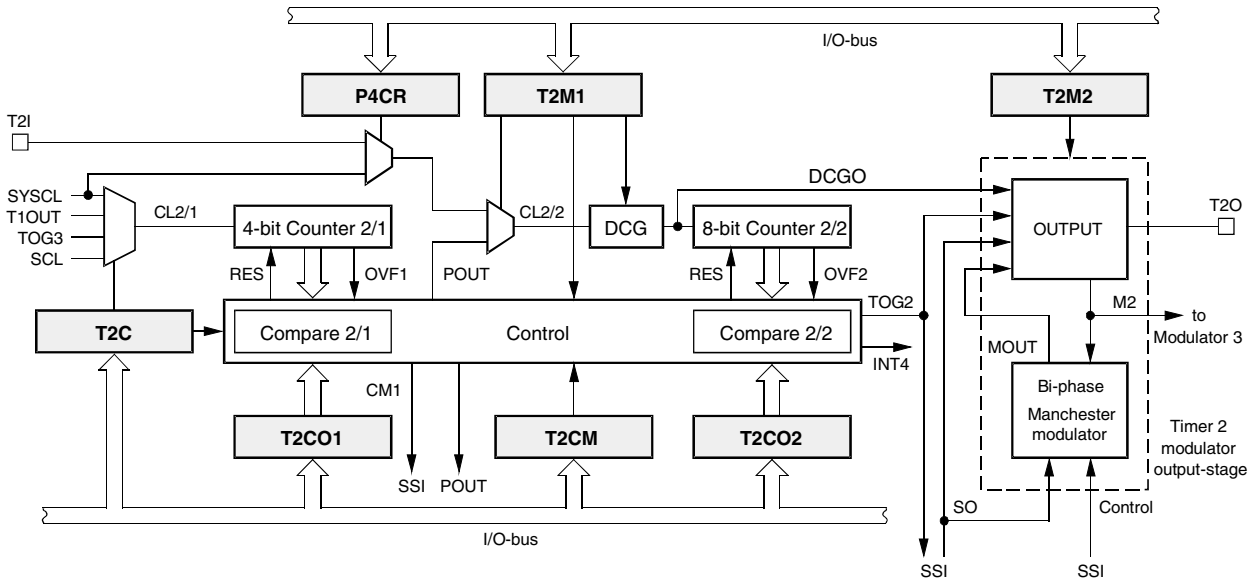 I/O-bus
P4CR
T2M1
T2M2
T2I
DCGO
SYSCL
T1OUT
TOG3
SCL
CL2/1
4-bit Counter 2/1
CL2/2
DCG
8-bit Counter 2/2
OUTPUT
T2O
RES
OVF1
POUT
RES
OVF2
TOG2
M2
to
Modulator 3
T2C
Compare 2/1
Control
Compare 2/2
INT4
MOUT
CM1
Bi-phase
Manchester
modulator
T2CO1
T2CM
T2CO2
Timer 2
modulator
output-stage
SSI
POUT
SO
Control
I/O-bus
SSI
SSI